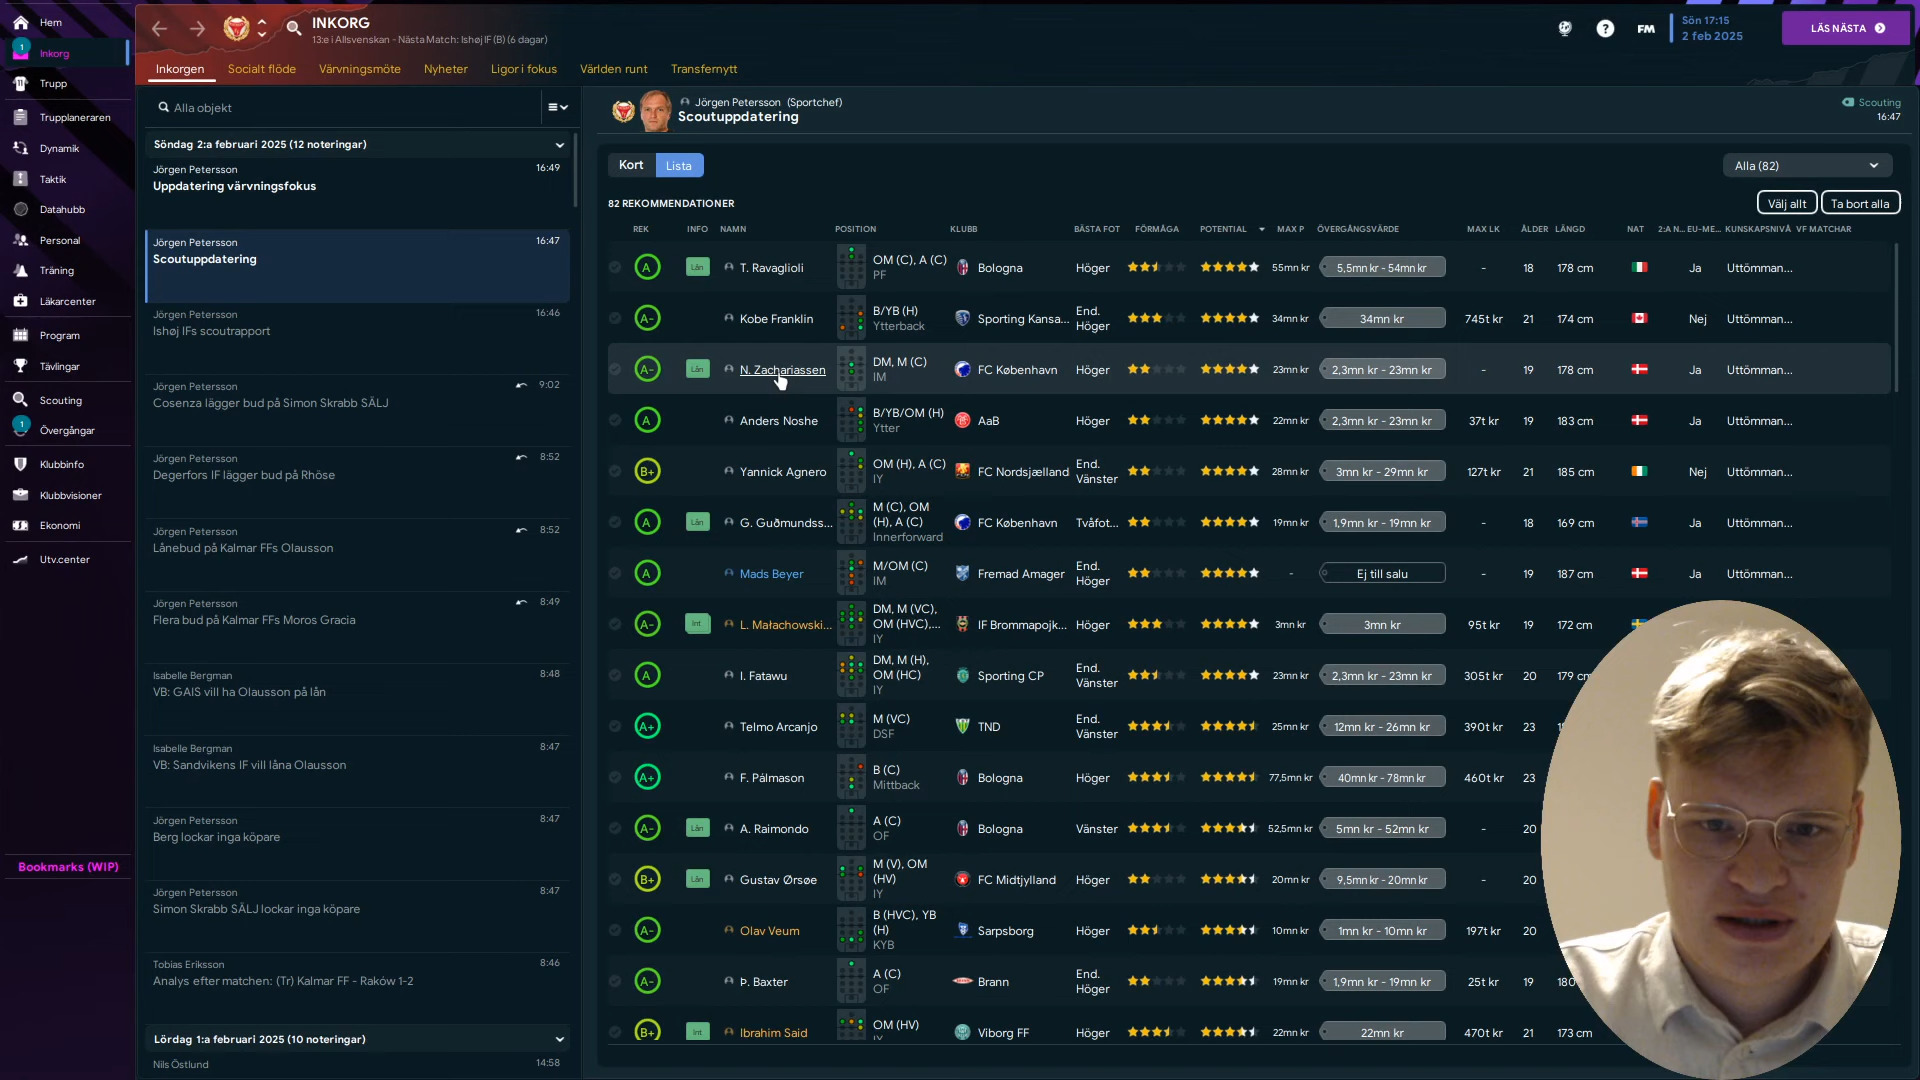 Hem
1
Inkorg
Trupp
Trupplaneraren
Dynamik
Taktik
Datahubb
Personal
Träning
Läkarcenter
Program
Tävlingar
Scouting
1
Övergångar
Klubbinfo
Klubbvisioner
Ekonomi
Utv.center
Bookmarks (WIP)
INKORG
13:e i Allsvenskan - Nästa Match: Ishøj IF (B) (6 dagar)
FM
Sön 17:15
2 feb 2025
LÄS NÄSTA
Inkorgen Socialt flöde Värvningsmöte Nyheter Ligor i fokus Världen runt Transfernytt
Alla objekt
Söndag 2:a februari 2025 (12 noteringar)
Jörgen Petersson 16:49
Uppdatering värvningsfokus
Jörgen Petersson 16:47
Scoutuppdatering
Jörgen Petersson 16:46
Ishøj IFs scoutrapport
Jörgen Petersson 9:02
Cosenza lägger bud på Simon Skrabb SÄLJ
Jörgen Petersson 8:52
Degerfors IF lägger bud på Rhöse
Jörgen Petersson 8:52
Lånebud på Kalmar FFs Olausson
Jörgen Petersson 8:49
Flera bud på Kalmar FFs Moros Gracia
Isabelle Bergman 8:48
VB: GAIS vill ha Olausson på lån
Isabelle Bergman 8:47
VB: Sandvikens IF vill låna Olausson
Jörgen Petersson 8:47
Berg lockar inga köpare
Jörgen Petersson 8:47
Simon Skrabb SÄLJ lockar inga köpare
Tobias Eriksson 8:46
Analys efter matchen: (Tr) Kalmar FF - Raków 1-2
Lördag 1:a februari 2025 (10 noteringar)
Nils Östlund 14:58
Jörgen Petersson (Sportchef)
Scoutuppdatering
Scouting
16:47
Kort Lista
Alla (82)
82 REKOMMENDATIONER
Välj allt Ta bort alla
REK INFO NAMN POSITION KLUBB BÄSTA FOT FÖRMÅGA POTENTIAL MAX P ÖVERGÅNGSVÄRDE MAX LK ÅLDER LÄNGD NAT 2:A N... EU-ME... KUNSKAPSNIVÅ VF MATCHAR
A Lån T. Ravaglioli OM (C), A (C) PF Bologna Höger 55mn kr 5,5mn kr - 54mn kr - 18 178 cm Ja Uttömman...
A- Kobe Franklin B/YB (H) Ytterback Sporting Kansa... End. Höger 34mn kr 34mn kr 745t kr 21 174 cm Nej Uttömman...
A- Lån N. Zachariassen DM, M (C) IM FC København Höger 23mn kr 2,3mn kr - 23mn kr - 19 178 cm Ja Uttömman...
A Anders Noshe B/YB/OM (H) Ytter AaB Höger 22mn kr 2,3mn kr - 23mn kr 37t kr 19 183 cm Ja Uttömman...
B+ Yannick Agnero OM (H), A (C) IY FC Nordsjælland End. Vänster 28mn kr 3mn kr - 29mn kr 127t kr 21 185 cm Nej Uttömman...
A Lån G. Guðmundss... M (C), OM (H), A (C) Innerforward FC København Tvåfot... 19mn kr 1,9mn kr - 19mn kr - 18 169 cm Ja Uttömman...
A Mads Beyer M/OM (C) IM Fremad Amager End. Höger - Ej till salu - 19 187 cm Ja Uttömman...
A- Int L. Małachowski... DM, M (VC), OM (HVC),... IY IF Brommapojk... Höger 3mn kr 3mn kr 95t kr 19 172 cm
A I. Fatawu DM, M (H), OM (HC) IY Sporting CP End. Vänster 23mn kr 2,3mn kr - 23mn kr 305t kr 20 179 cm
A+ Telmo Arcanjo M (VC) DSF TND End. Vänster 25mn kr 12mn kr - 26mn kr 390t kr 23
A+ F. Pálmason B (C) Mittback Bologna Höger 77,5mn kr 40mn kr - 78mn kr 460t kr 23
A- Lån A. Raimondo A (C) OF Bologna Vänster 52,5mn kr 5mn kr - 52mn kr - 20
B+ Lån Gustav Ørsøe M (V), OM (HV) IY FC Midtjylland Höger 20mn kr 9,5mn kr - 20mn kr - 20
A- Olav Veum B (HVC), YB (H) KYB Sarpsborg Höger 10mn kr 1mn kr - 10mn kr 197t kr 20
A- Þ. Baxter A (C) OF Brann End. Höger 19mn kr 1,9mn kr - 19mn kr 25t kr 19 180
B+ Int Ibrahim Said OM (HV) Viborg FF Höger 22mn kr 22mn kr 470t kr 21 173 cm